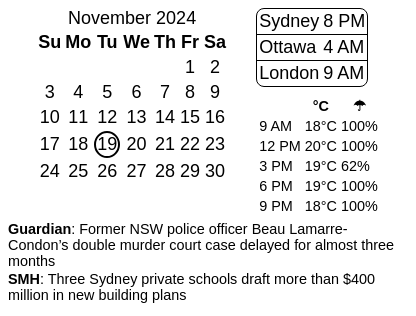 November 2024
Su Mo Tu We Th Fr Sa
1 2
3 4 5 6 7 8 9
10 11 12 13 14 15 16
17 18 19 20 21 22 23
24 25 26 27 28 29 30
Sydney 8 PM
Ottawa 4 AM
London 9 AM
°C ☂
9 AM 18°C 100%
12 PM 20°C 100%
3 PM 19°C 62%
6 PM 19°C 100%
9 PM 18°C 100%
Guardian: Former NSW police officer Beau Lamarre-
Condon’s double murder court case delayed for almost three
months
SMH: Three Sydney private schools draft more than $400
million in new building plans